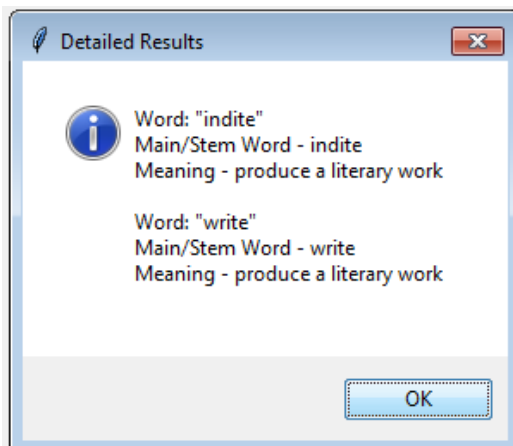 Detailed Results
Word: "indite"
Main/Stem Word - indite
Meaning - produce a literary work
Word: "write"
Main/Stem Word - write
Meaning - produce a literary work
OK